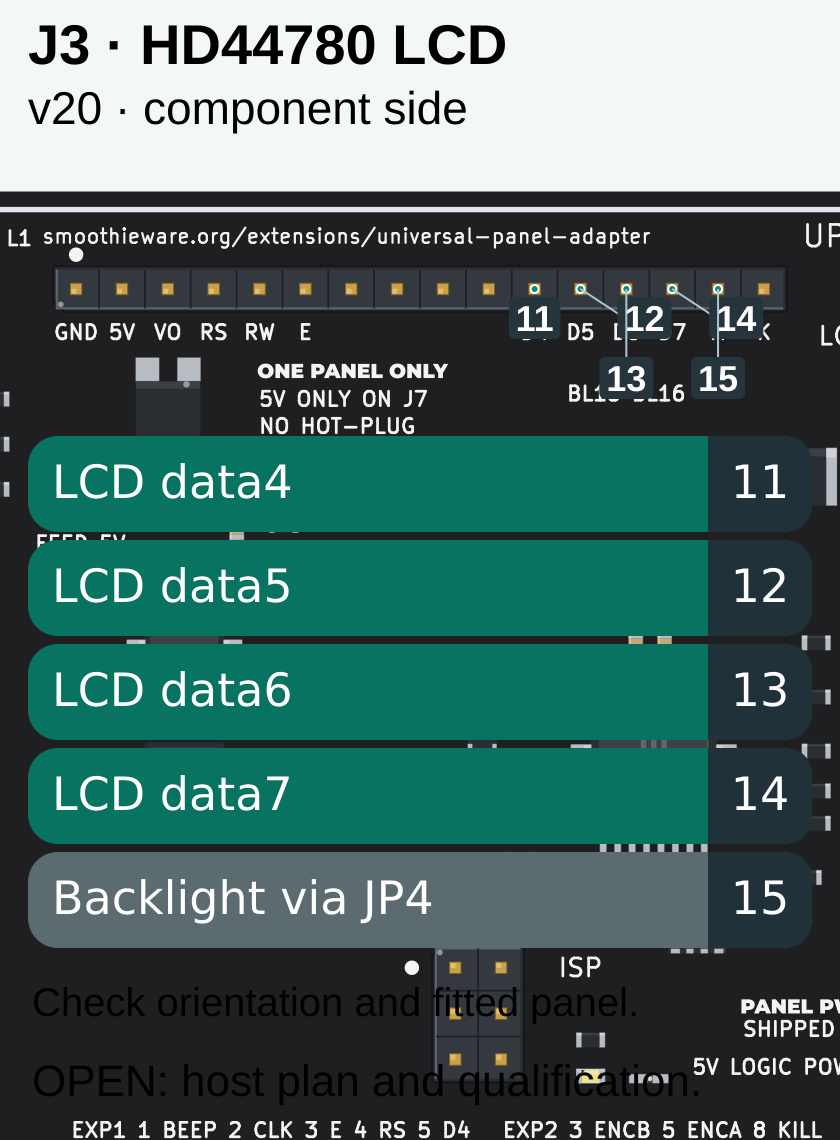 J3 · HD44780 LCD
v20 · component side
L1 smoothieware.org/extensions/universal-panel-adapter UP
GND 5V VO RS RW E 11 D5 12 14 K
ONE PANEL ONLY
5V ONLY ON J7
NO HOT-PLUG
13 15
LCD data4 11
LCD data5 12
LCD data6 13
LCD data7 14
Backlight via JP4 15
ISP
Check orientation and fitted panel.
SHIPPED
OPEN: host plan and qualification.
EXP1 1 BEEP 2 CLK 3 E 4 RS 5 D4 EXP2 3 ENCB 5 ENCA 8 KILL
PANEL
5V LOGIC